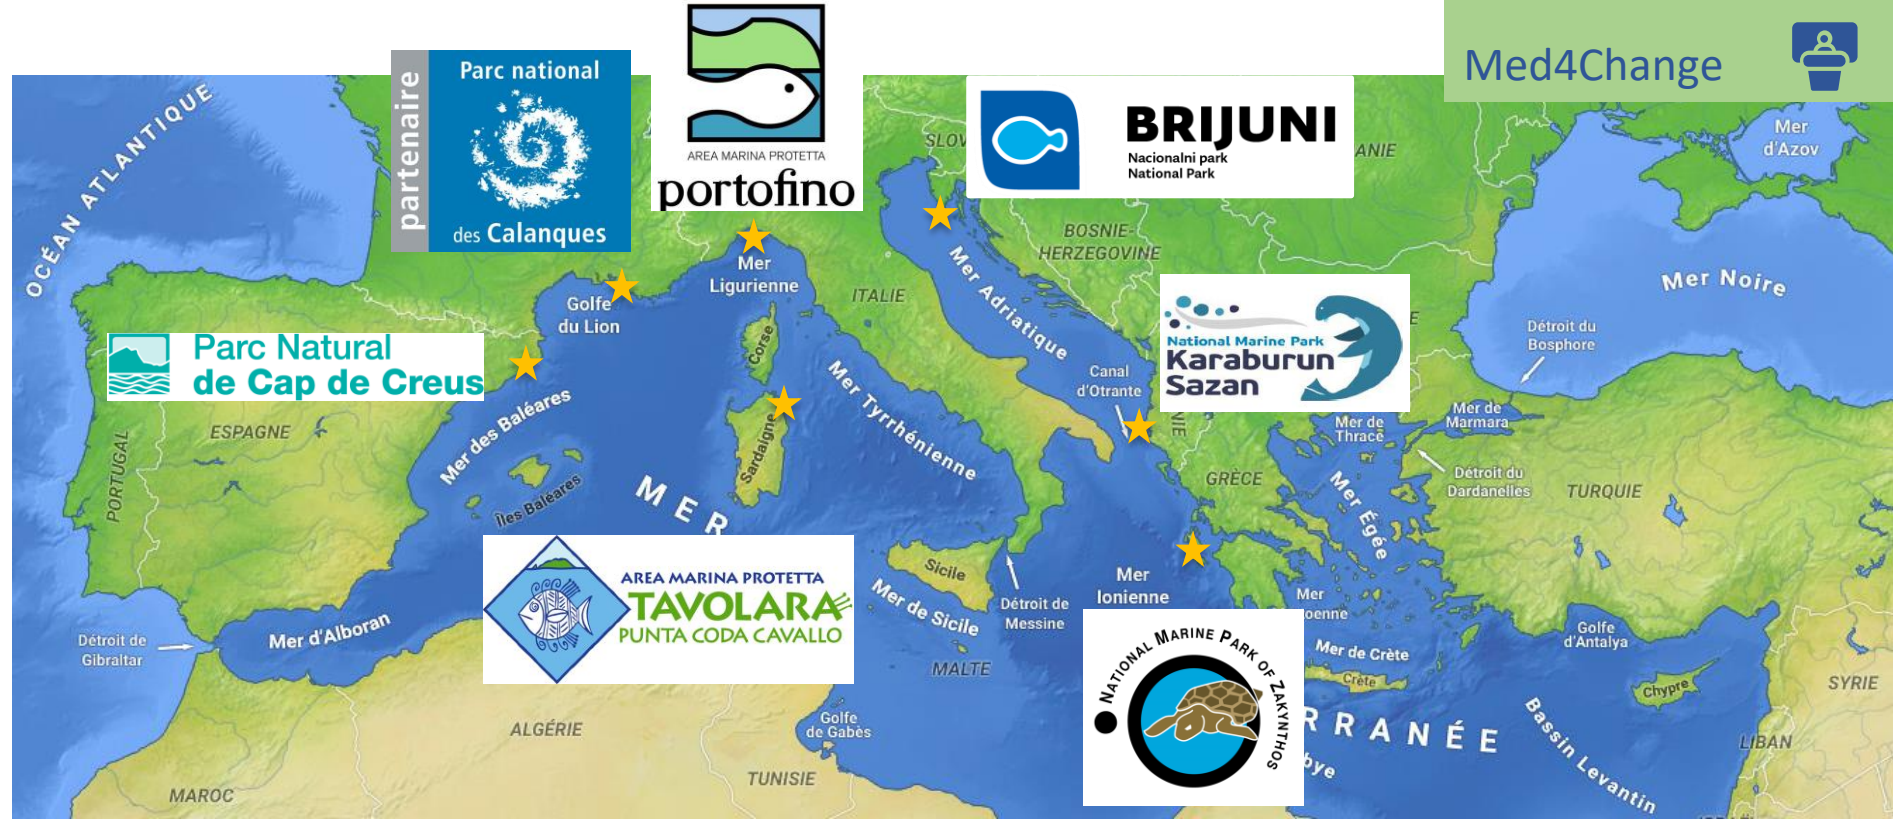 Med4Change
OCÉAN ATLANTIQUE
partenaire
Parc national
des Calanques
AREA MARINA PROTETTA
portofino
BRIJUNI
Nacionalni park
National Park
SLOV
ANIE
Mer
d'Azov
BOSNIE-
HERZEGOVINE
Mer Noire
Mer
Ligurienne
Golfe
du Lion
ITALIE
Mer Adriatique
Corse
Parc Natural
de Cap de Creus
National Marine Park
Karaburun
Sazan
E
Détroit du
Bosphore
Canal
d'Otrante
NIE
Mer de
Marmara
Mer de
Thrace
Détroit du
Dardanelles
ESPAGNE
PORTUGAL
Mer des Baléares
Îles Baléares
Sardaigne
Mer Tyrrhénienne
GRÈCE
Mer Égée
TURQUIE
MER
AREA MARINA PROTETTA
TAVOLARA
PUNTA CODA CAVALLO
Sicile
Mer de Sicile
Détroit de
Messine
Mer
Ionienne
Mer
oenne
Golfe
d'Antalya
Détroit de
Gibraltar
Mer d'Alboran
MALTE
NATIONAL MARINE PARK OF ZAKYNTHOS
Mer de Crète
Crète
Chypre
SYRIE
RRANÉE
bye
Bassin Levantin
LIBAN
ALGÉRIE
Golfe
de Gabès
TUNISIE
MAROC